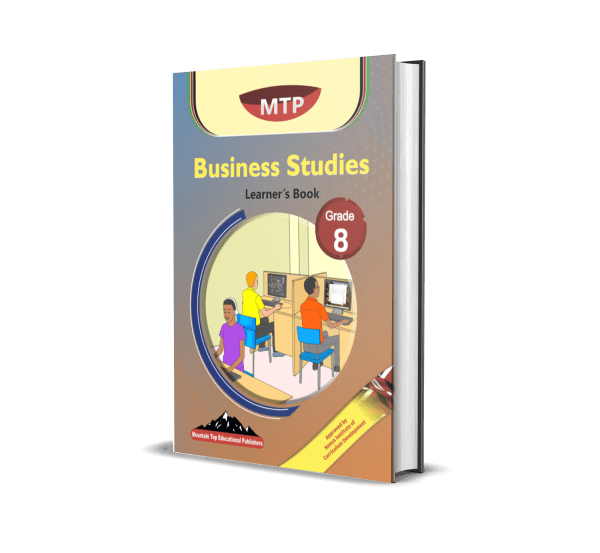 MTP
Business Studies
Learner's Book
Grade
8
Mountain Top Educational Publishers
Approved by
Kenya Institute of
Curriculum Development